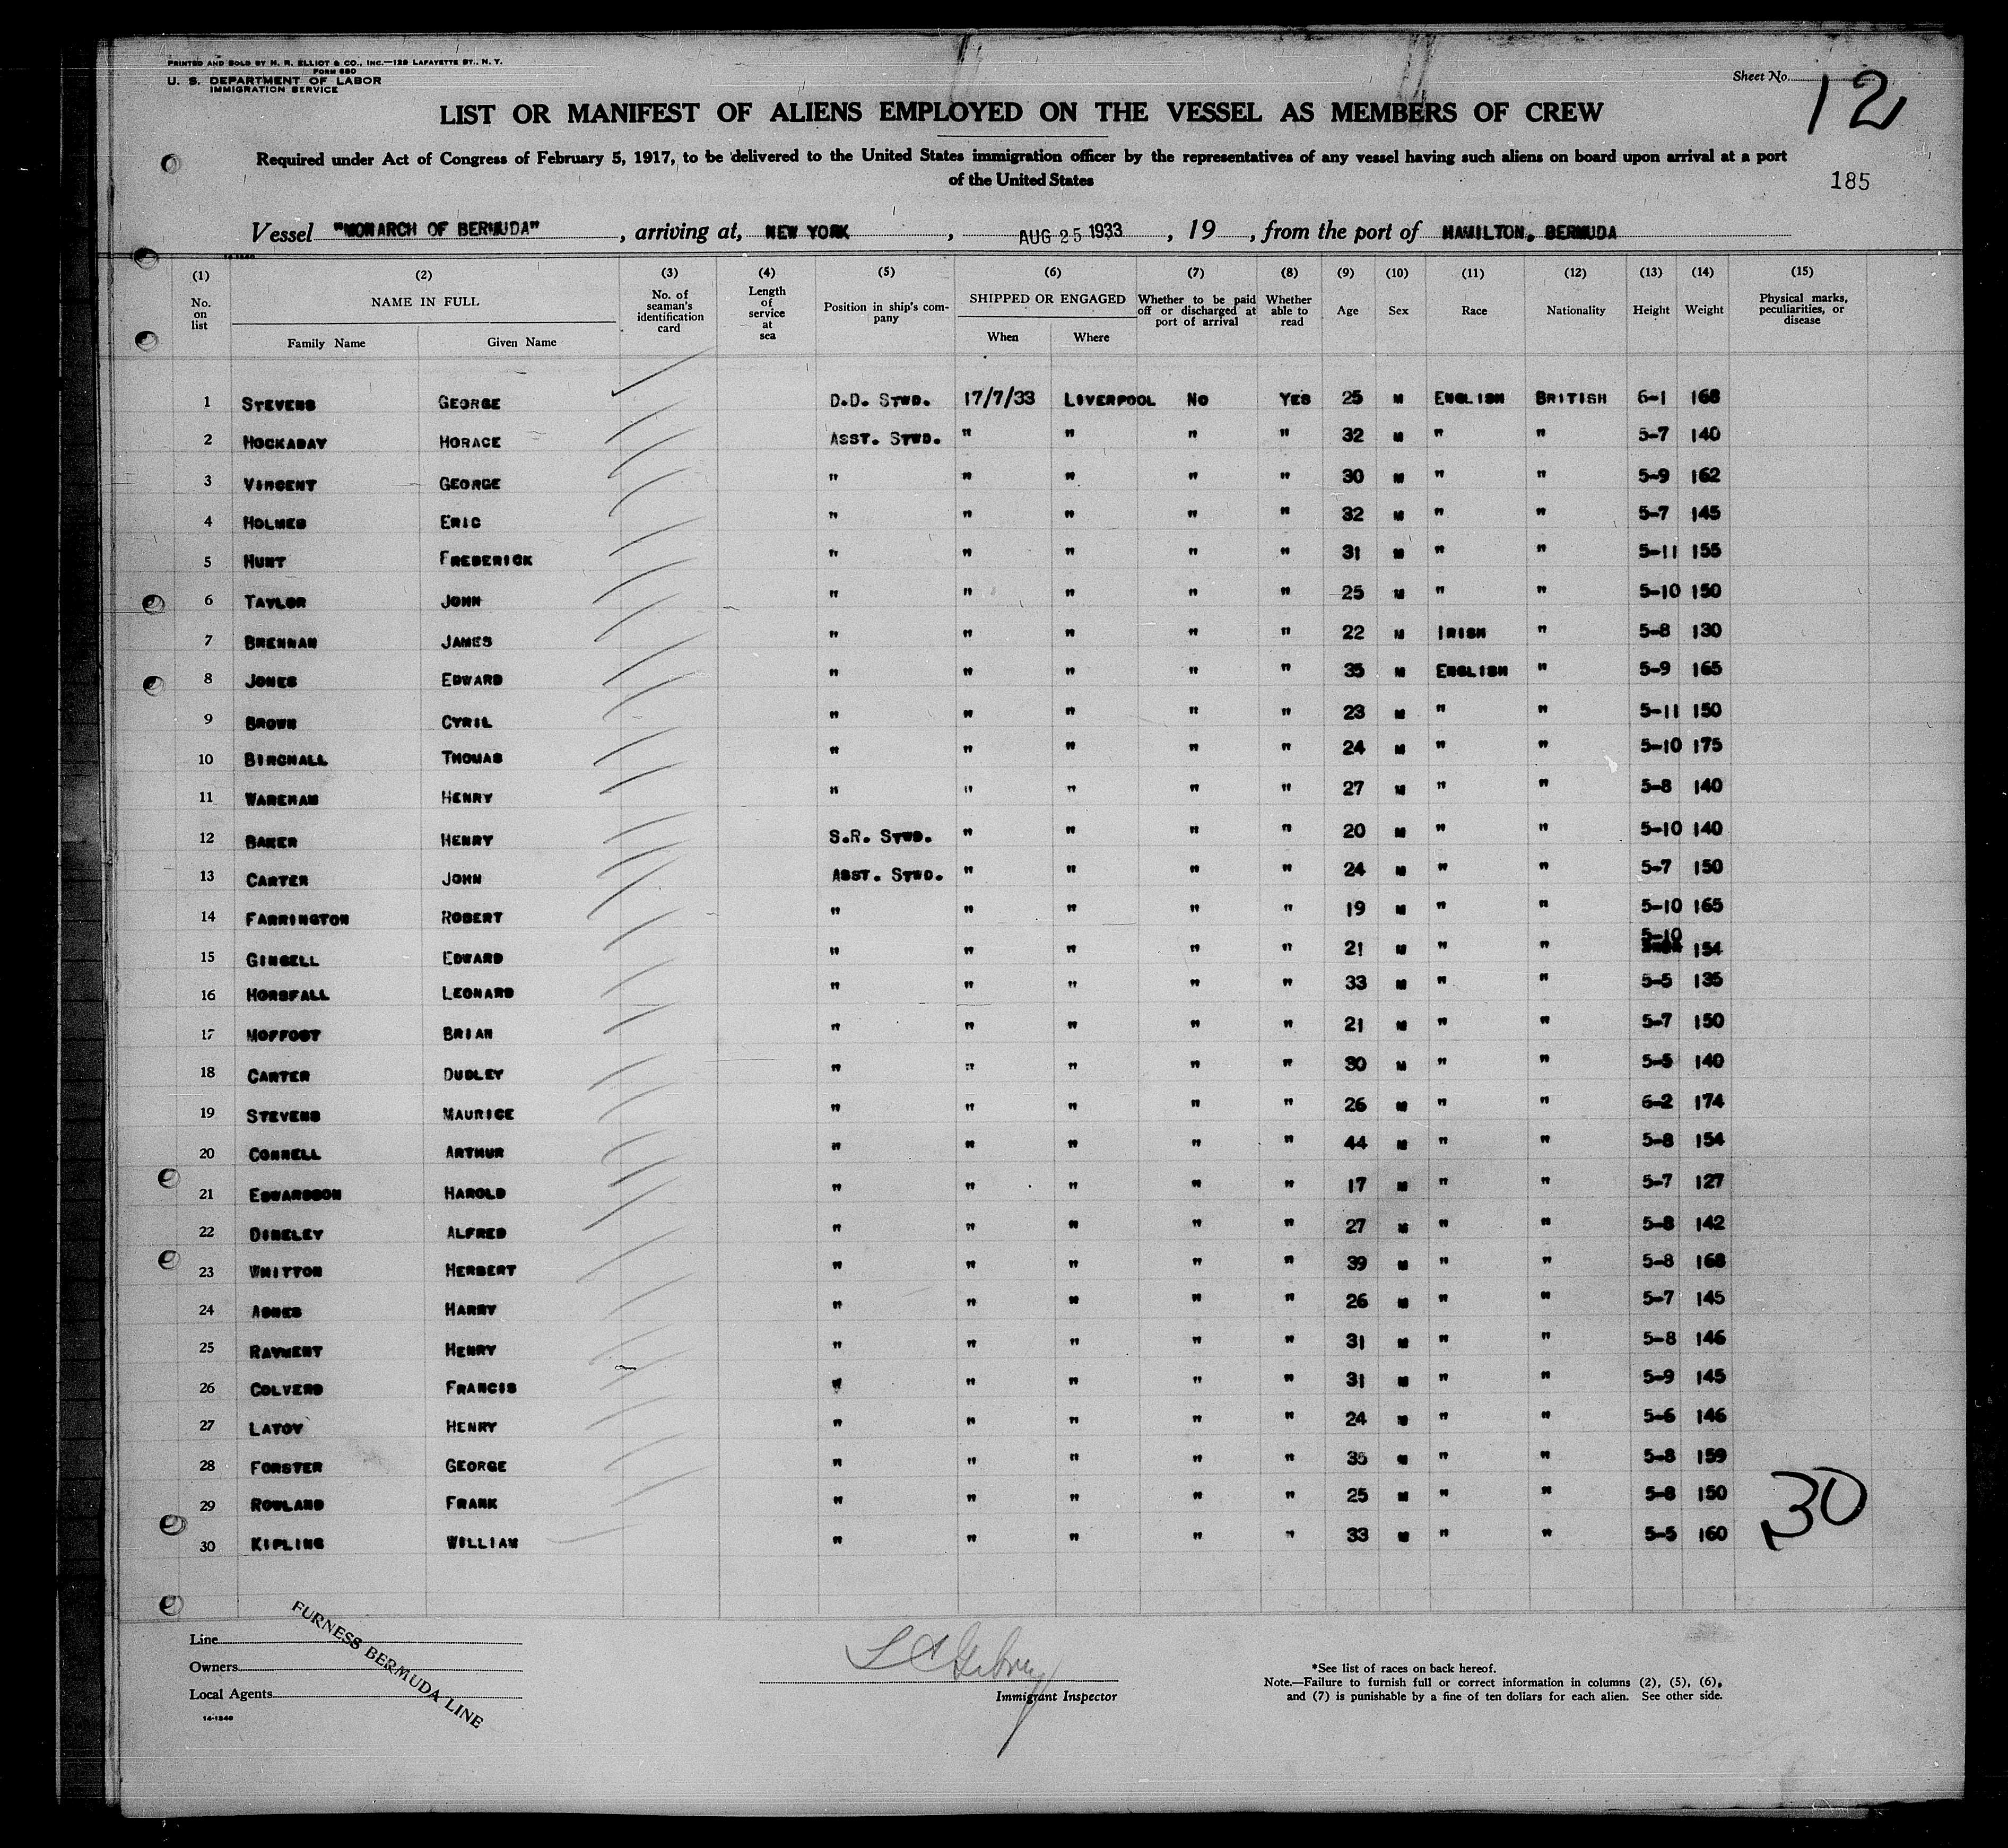 PRINTED AND SOLD BY H. R. ELLIOT & CO., INC.—129 LAFAYETTE ST., N. Y.
FORM 680
U. S. DEPARTMENT OF LABOR
IMMIGRATION SERVICE
Sheet No. 12
LIST OR MANIFEST OF ALIENS EMPLOYED ON THE VESSEL AS MEMBERS OF CREW
Required under Act of Congress of February 5, 1917, to be delivered to the United States immigration officer by the representatives of any vessel having such aliens on board upon arrival at a port
of the United States
185
Vessel "MONARCH OF BERMUDA", arriving at, NEW YORK, AUG 25 1933, 19, from the port of HAMILTON, BERMUDA
14-1240
(1) (2) (3) (4) (5) (6) (7) (8) (9) (10) (11) (12) (13) (14) (15)
No. on list NAME IN FULL Family Name Given Name No. of seaman's identification card Length of service at sea Position in ship's company SHIPPED OR ENGAGED When Where Whether to be paid off or discharged at port of arrival Whether able to read Age Sex Race Nationality Height Weight Physical marks, peculiarities, or disease
1 STEVENS GEORGE D.D. STWD. 17/7/33 LIVERPOOL NO YES 25 M ENGLISH BRITISH 6-1 168
2 HOCKADAY HORACE ASST. STWD. " " " " 32 M " " 5-7 140
3 VINCENT GEORGE " " " " " 30 M " " 5-9 162
4 HOLMES ERIC " " " " " 32 M " " 5-7 145
5 HUNT FREDERICK " " " " " 31 M " " 5-11 155
6 TAYLOR JOHN " " " " " 25 M " " 5-10 150
7 BRENNAN JAMES " " " " " 22 M IRISH " 5-8 130
8 JONES EDWARD " " " " " 35 M ENGLISH " 5-9 165
9 BROWN CYRIL " " " " " 23 M " " 5-11 150
10 BIRCHALL THOMAS " " " " " 24 M " " 5-10 175
11 WAREHAM HENRY " " " " " 27 M " " 5-8 140
12 BAKER HENRY S.R. STWD. " " " " 20 M " " 5-10 140
13 CARTER JOHN ASST. STWD. " " " " 24 M " " 5-7 150
14 FARRINGTON ROBERT " " " " " 19 M " " 5-10 165
15 GINGELL EDWARD " " " " " 21 M " " 5-10 154
16 HORSFALL LEONARD " " " " " 33 M " " 5-5 135
17 MOFFOST BRIAN " " " " " 21 M " " 5-7 150
18 CARTER DUDLEY " " " " " 30 M " " 5-5 140
19 STEVENS MAURICE " " " " " 26 M " " 6-2 174
20 CONNELL ARTHUR " " " " " 44 M " " 5-8 154
21 EDWARDSON HAROLD " " " " " 17 M " " 5-7 127
22 DINELEY ALFRED " " " " " 27 M " " 5-8 142
23 WHITTON HERBERT " " " " " 39 M " " 5-8 168
24 HARRY " " " " " 26 M " " 5-7 145
25 RAYMENT HENRY " " " " " 31 M " " 5-8 146
26 COLVERD FRANCIS " " " " " 31 M " " 5-9 145
27 LATOY HENRY " " " " " 24 M " " 5-6 146
28 FORSTER GEORGE " " " " " 35 M " " 5-8 159
29 ROWLAND FRANK " " " " " 25 M " " 5-8 150
30 KIPLING WILLIAM " " " " " 33 M " " 5-5 160
30
Line
Owners
Local Agents
FURNESS BERMUDA LINE
14-1240
Immigrant Inspector
*See list of races on back hereof.
Note.—Failure to furnish full or correct information in columns (2), (5), (6),
and (7) is punishable by a fine of ten dollars for each alien. See other side.